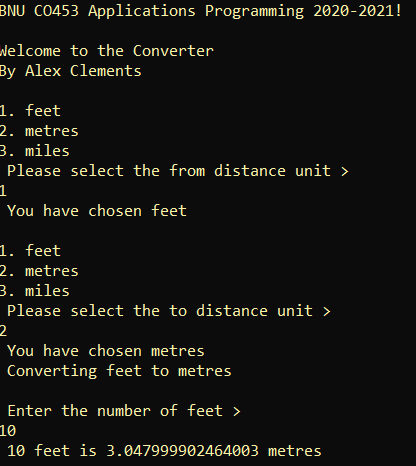 BNU CO453 Applications Programming 2020-2021!
Welcome to the Converter
By Alex Clements
1. feet
2. metres
3. miles
Please select the from distance unit >
1
You have chosen feet
1. feet
2. metres
3. miles
Please select the to distance unit >
2
You have chosen metres
Converting feet to metres
Enter the number of feet >
10
10 feet is 3.047999902464003 metres